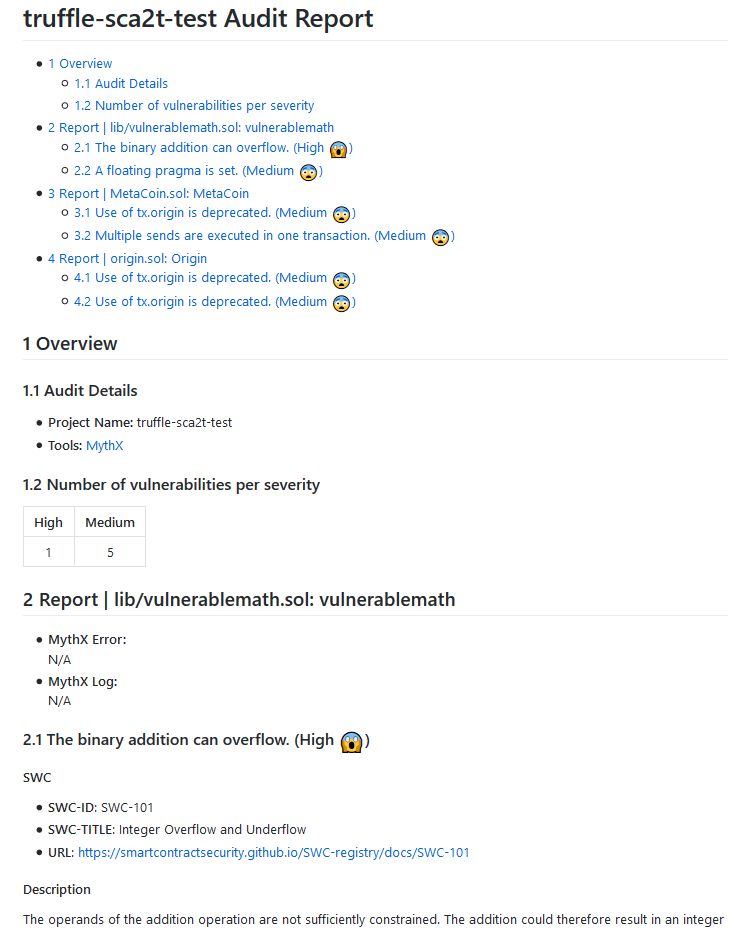 truffle-sca2t-test Audit Report
1 Overview
1.1 Audit Details
1.2 Number of vulnerabilities per severity
2 Report | lib/vulnerablemath.sol: vulnerablemath
2.1 The binary addition can overflow. (High 😱)
2.2 A floating pragma is set. (Medium 😨)
3 Report | MetaCoin.sol: MetaCoin
3.1 Use of tx.origin is deprecated. (Medium 😨)
3.2 Multiple sends are executed in one transaction. (Medium 😨)
4 Report | origin.sol: Origin
4.1 Use of tx.origin is deprecated. (Medium 😨)
4.2 Use of tx.origin is deprecated. (Medium 😨)
1 Overview
1.1 Audit Details
Project Name: truffle-sca2t-test
Tools: MythX
1.2 Number of vulnerabilities per severity
High Medium
1 5
2 Report | lib/vulnerablemath.sol: vulnerablemath
MythX Error:
N/A
MythX Log:
N/A
2.1 The binary addition can overflow. (High 😱)
SWC
SWC-ID: SWC-101
SWC-TITLE: Integer Overflow and Underflow
URL: https://smartcontractsecurity.github.io/SWC-registry/docs/SWC-101
Description
The operands of the addition operation are not sufficiently constrained. The addition could therefore result in an integer